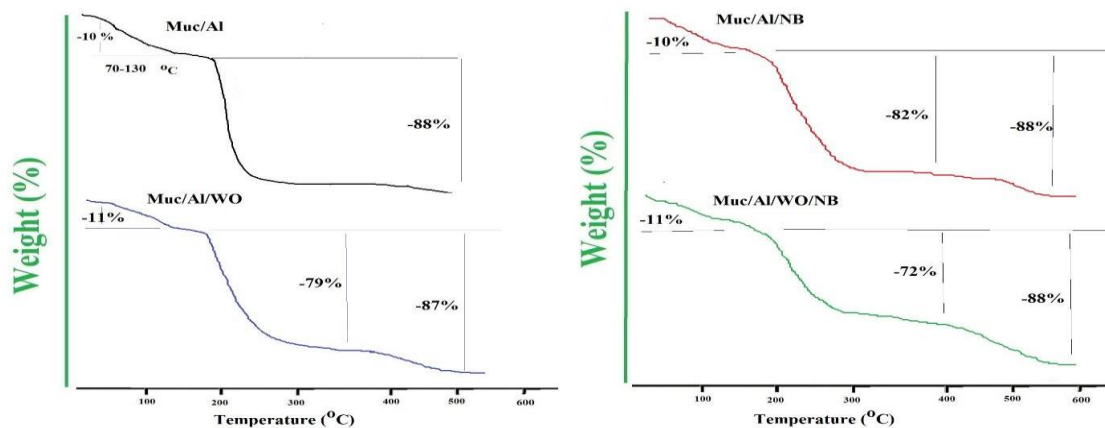 Muc/Al
-10 %
70-130 °C
-88%
Weight (%)
Muc/Al/WO
-11%
-79%
-87%
100 200 300 400 500
Temperature (°C)
Muc/Al/NB
-10%
-82%
-88%
Weight (%)
Muc/Al/WO/NB
-11%
-72%
-88%
100 200 300 400 500 600
Temperature (°C)